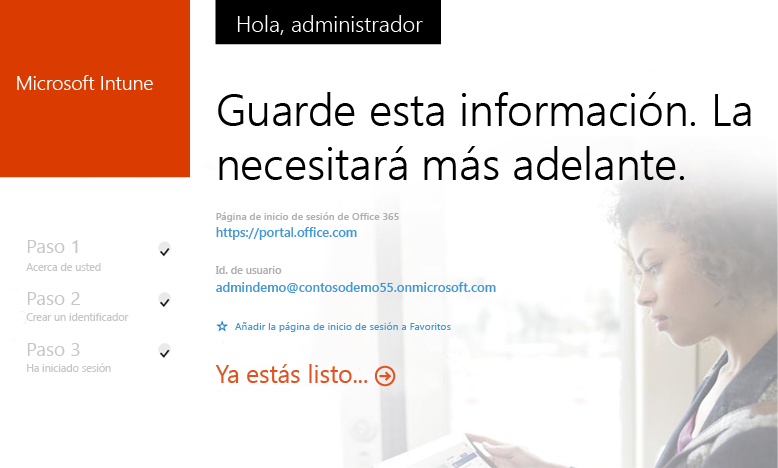 Hola, administrador
Microsoft Intune
Guarde esta información. La
necesitará más adelante.
Página de inicio de sesión de Office 365
https://portal.office.com
Id. de usuario
admindemo@contosodemo55.onmicrosoft.com
Añadir la página de inicio de sesión a Favoritos
Ya estás listo...
Paso 1
Acerca de usted
Paso 2
Crear un identificador
Paso 3
Ha iniciado sesión